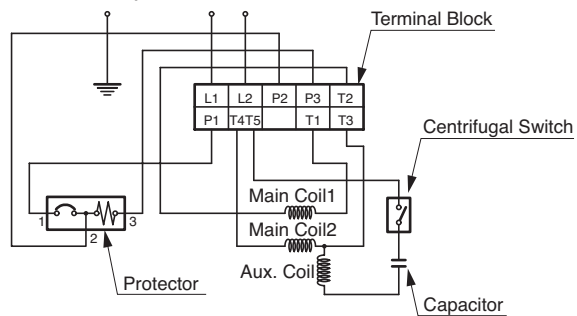 Terminal Block
L1 L2 P2 P3 T2
P1 T4T5 T1 T3
Centrifugal Switch
Main Coil1
Main Coil2
1 3
2
Aux. Coil
Protector
Capacitor